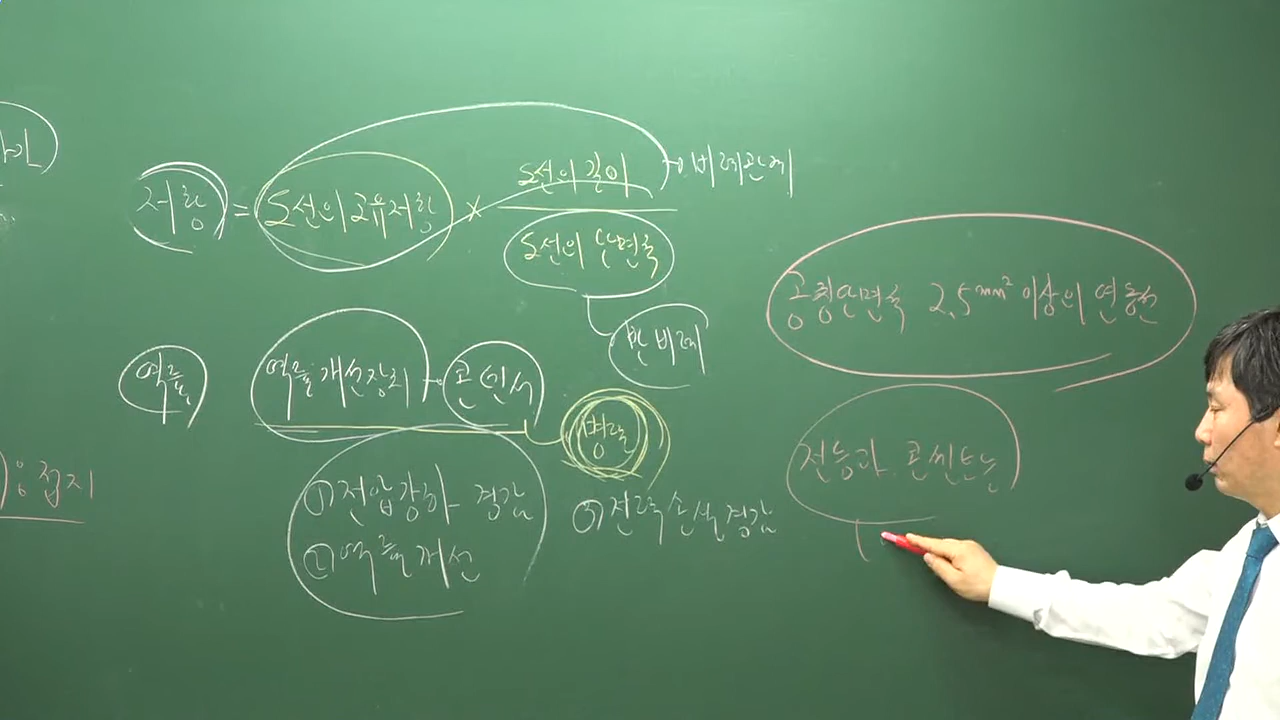 저항 = 도선의 고유저항 × 도선의 길이 → 비례관계
도선의 단면적
반비례
공칭단면적 2.5mm² 이상의 연동선
역률 역률개선장치 - 콘덴서
병렬
전등과 콘센트는
① 전압강하 경감
② 역률개선
③ 전력손실경감
접지